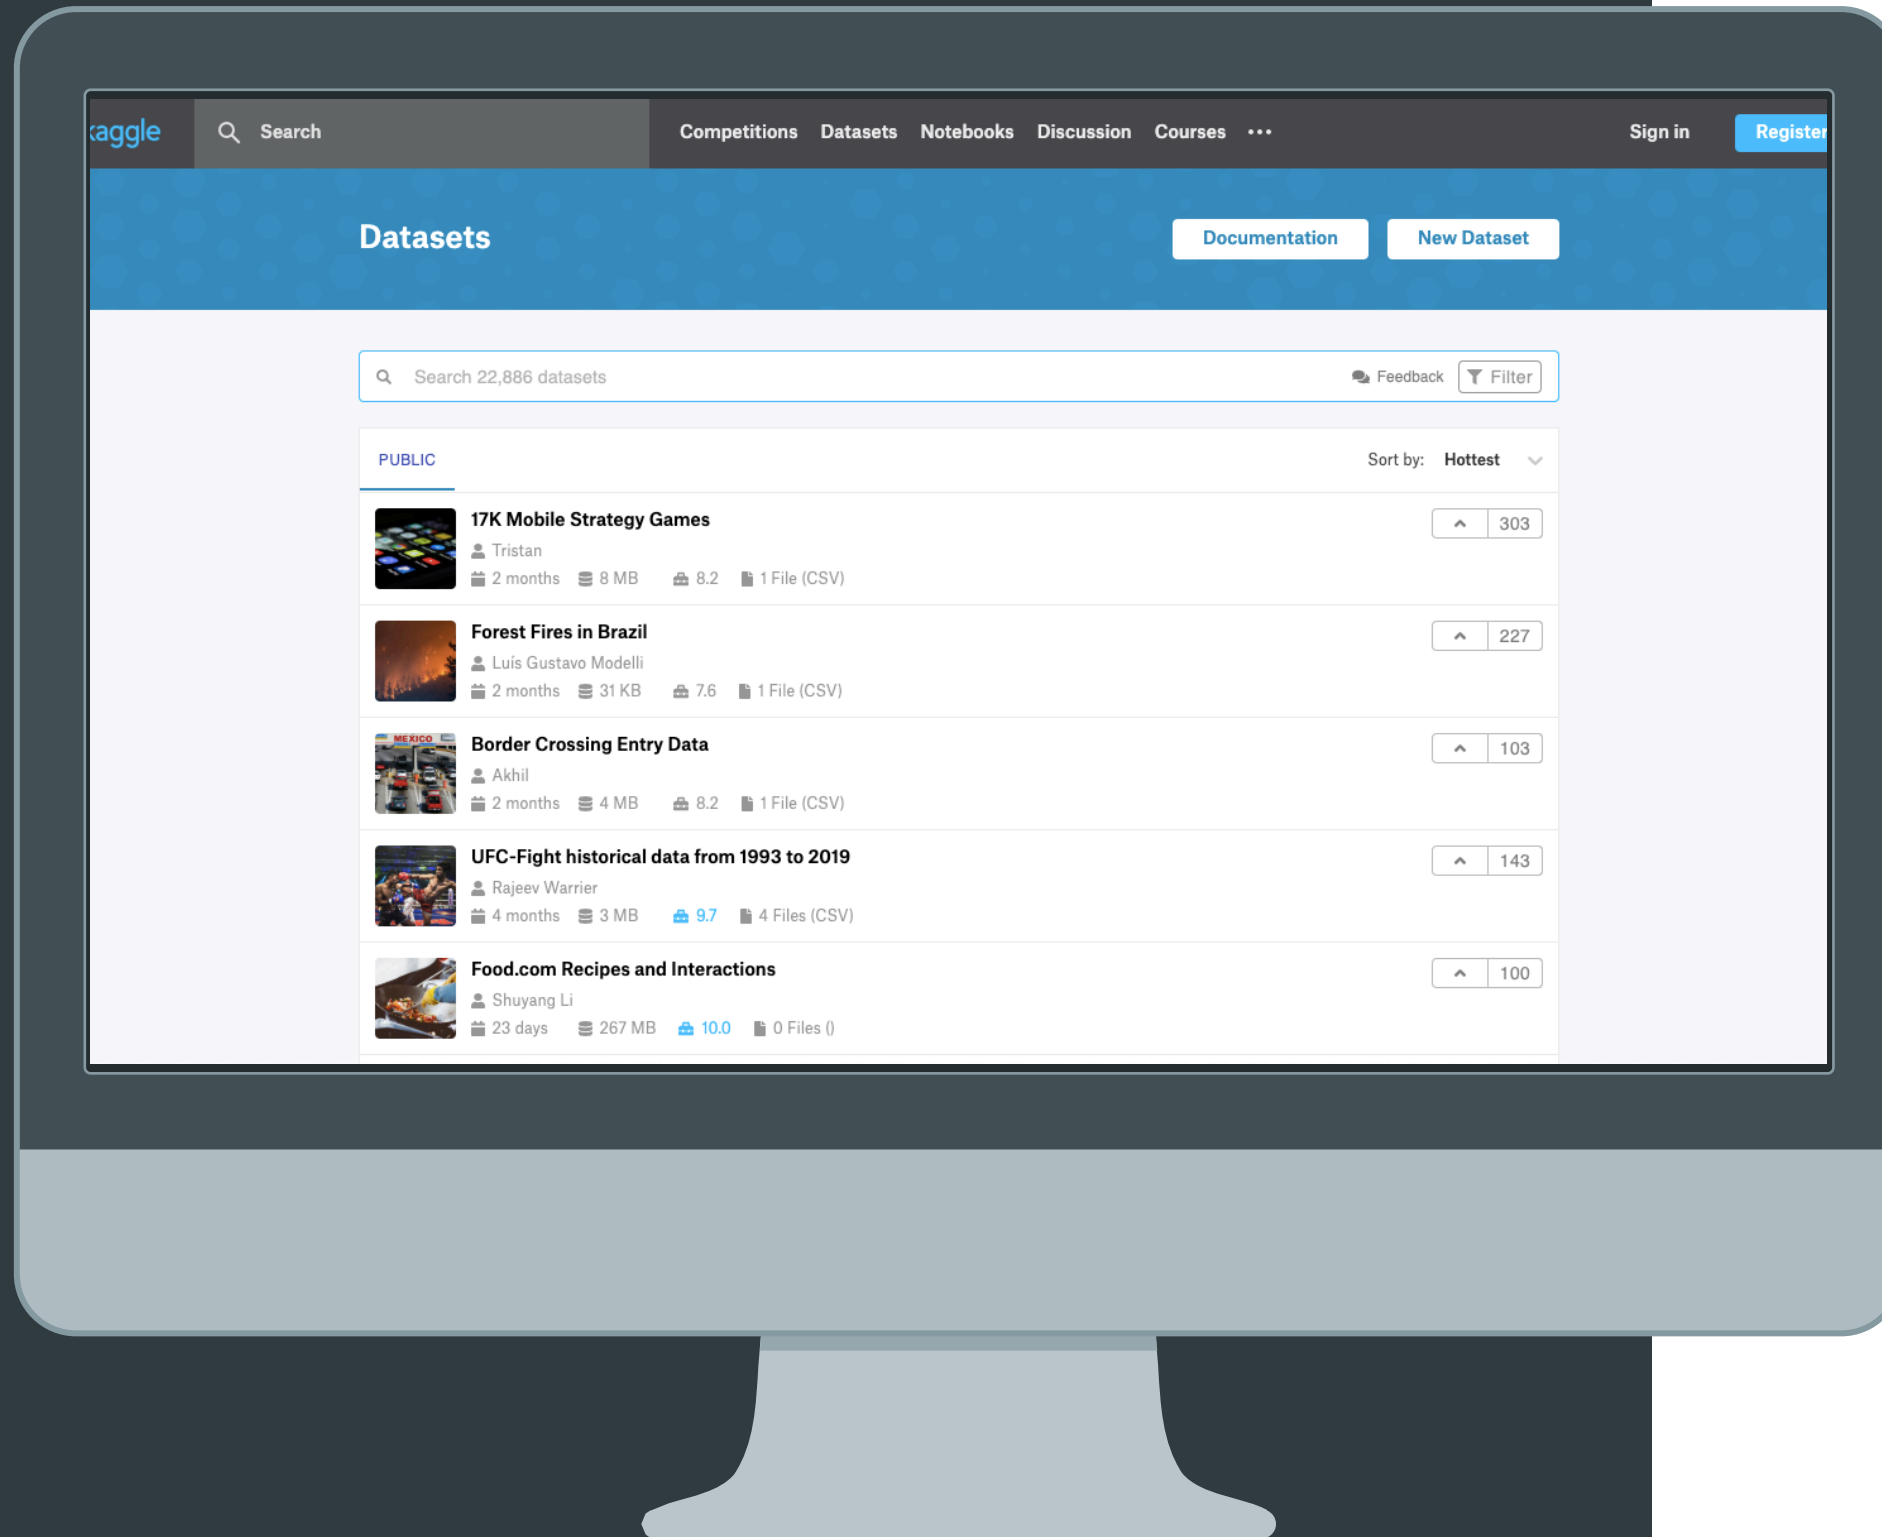 kaggle Search Competitions Datasets Notebooks Discussion Courses ••• Sign in Register
Datasets Documentation New Dataset
Search 22,886 datasets Feedback Filter
PUBLIC Sort by: Hottest
17K Mobile Strategy Games 303
Tristan
2 months 8 MB 8.2 1 File (CSV)
Forest Fires in Brazil 227
Luís Gustavo Modelli
2 months 31 KB 7.6 1 File (CSV)
MEXICO
Border Crossing Entry Data 103
Akhil
2 months 4 MB 8.2 1 File (CSV)
UFC-Fight historical data from 1993 to 2019 143
Rajeev Warrier
4 months 3 MB 9.7 4 Files (CSV)
Food.com Recipes and Interactions 100
Shuyang Li
23 days 267 MB 10.0 0 Files ()